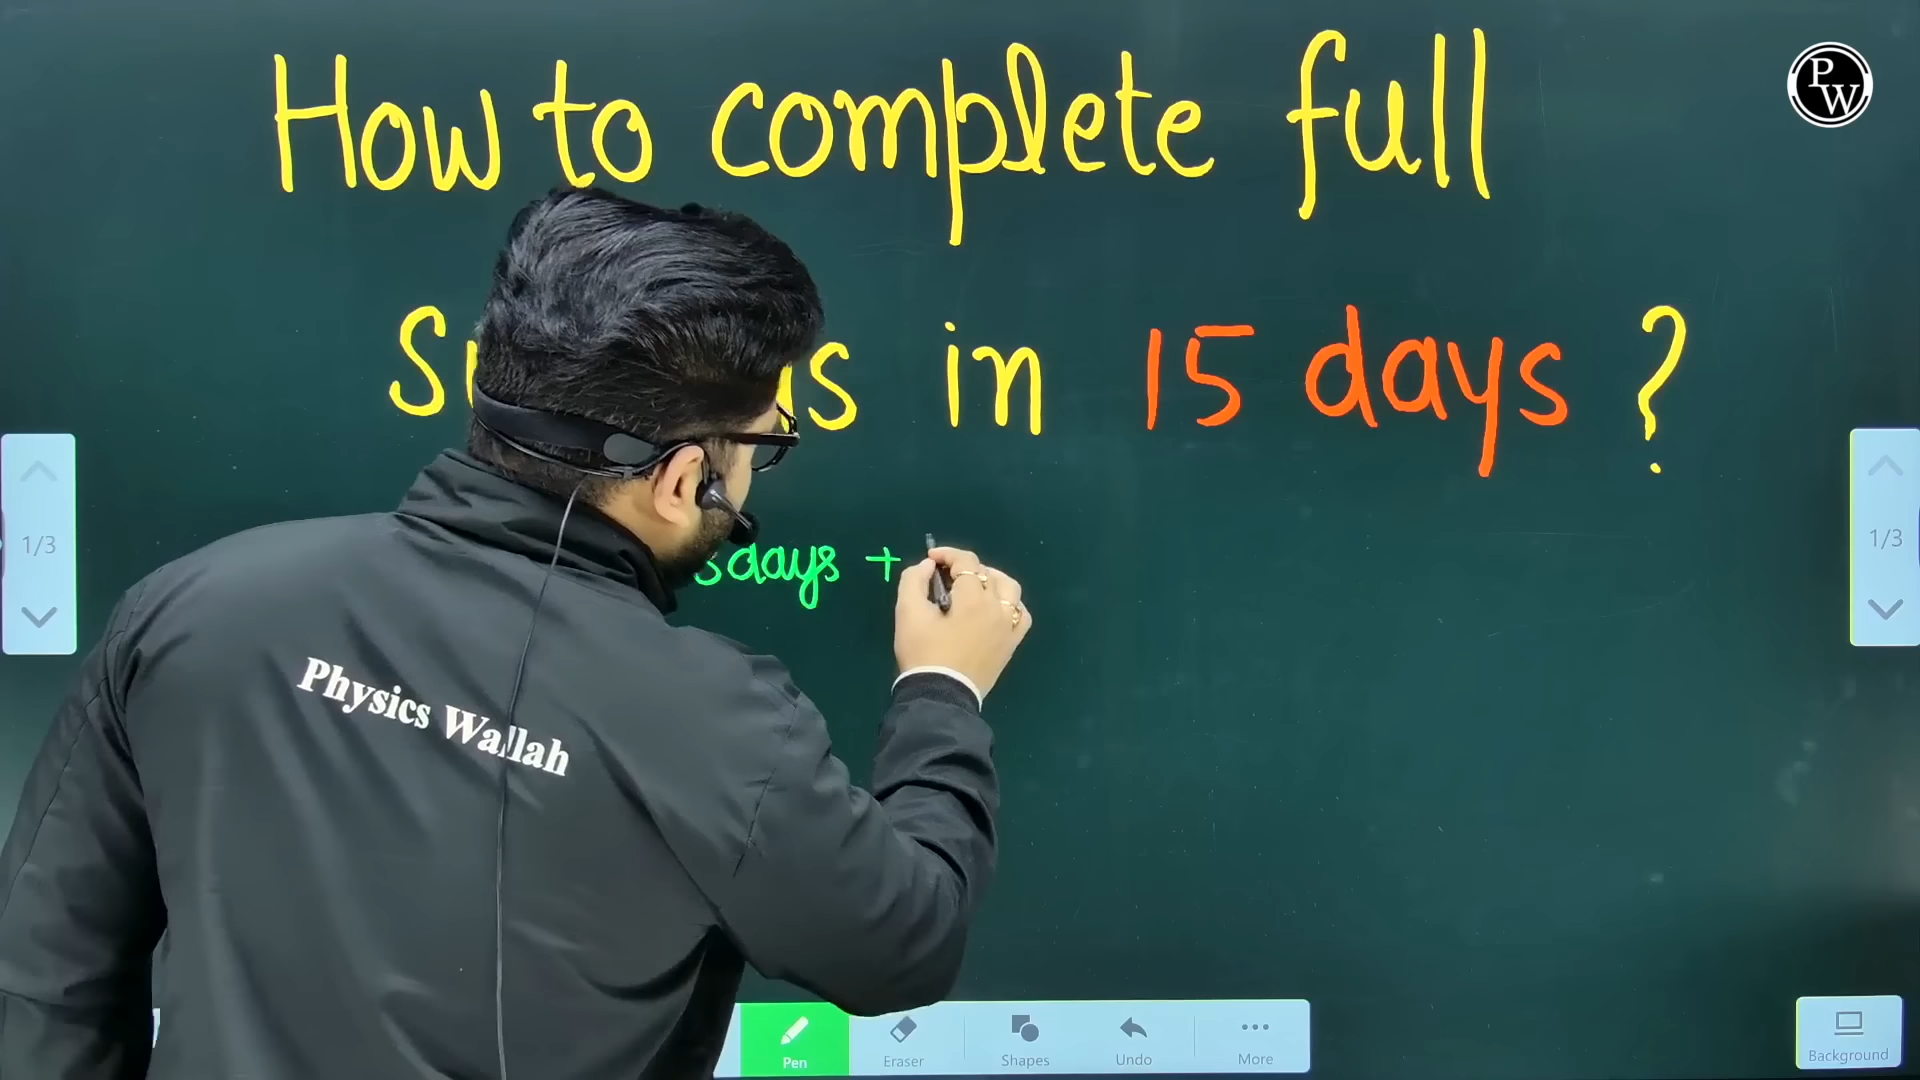 How to complete full
in 15 days ?
days +
Physics Wallah
PW
1/3
1/3
Pen
Eraser
Shapes
Undo
More
Background